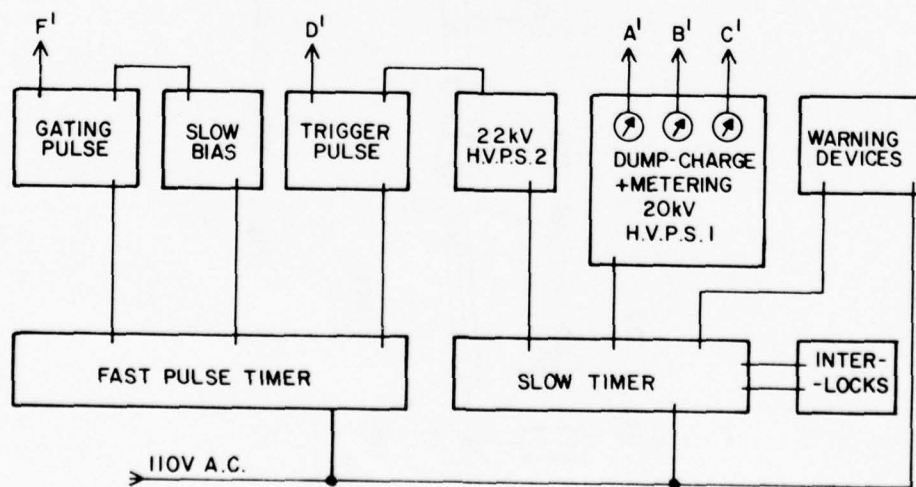 F'
D'
A' B' C'
GATING
PULSE
SLOW
BIAS
TRIGGER
PULSE
22kV
H.V.P.S.2
DUMP-CHARGE
+METERING
20kV
H.V.P.S.1
WARNING
DEVICES
FAST PULSE TIMER
SLOW TIMER
INTER-
-LOCKS
110V A.C.